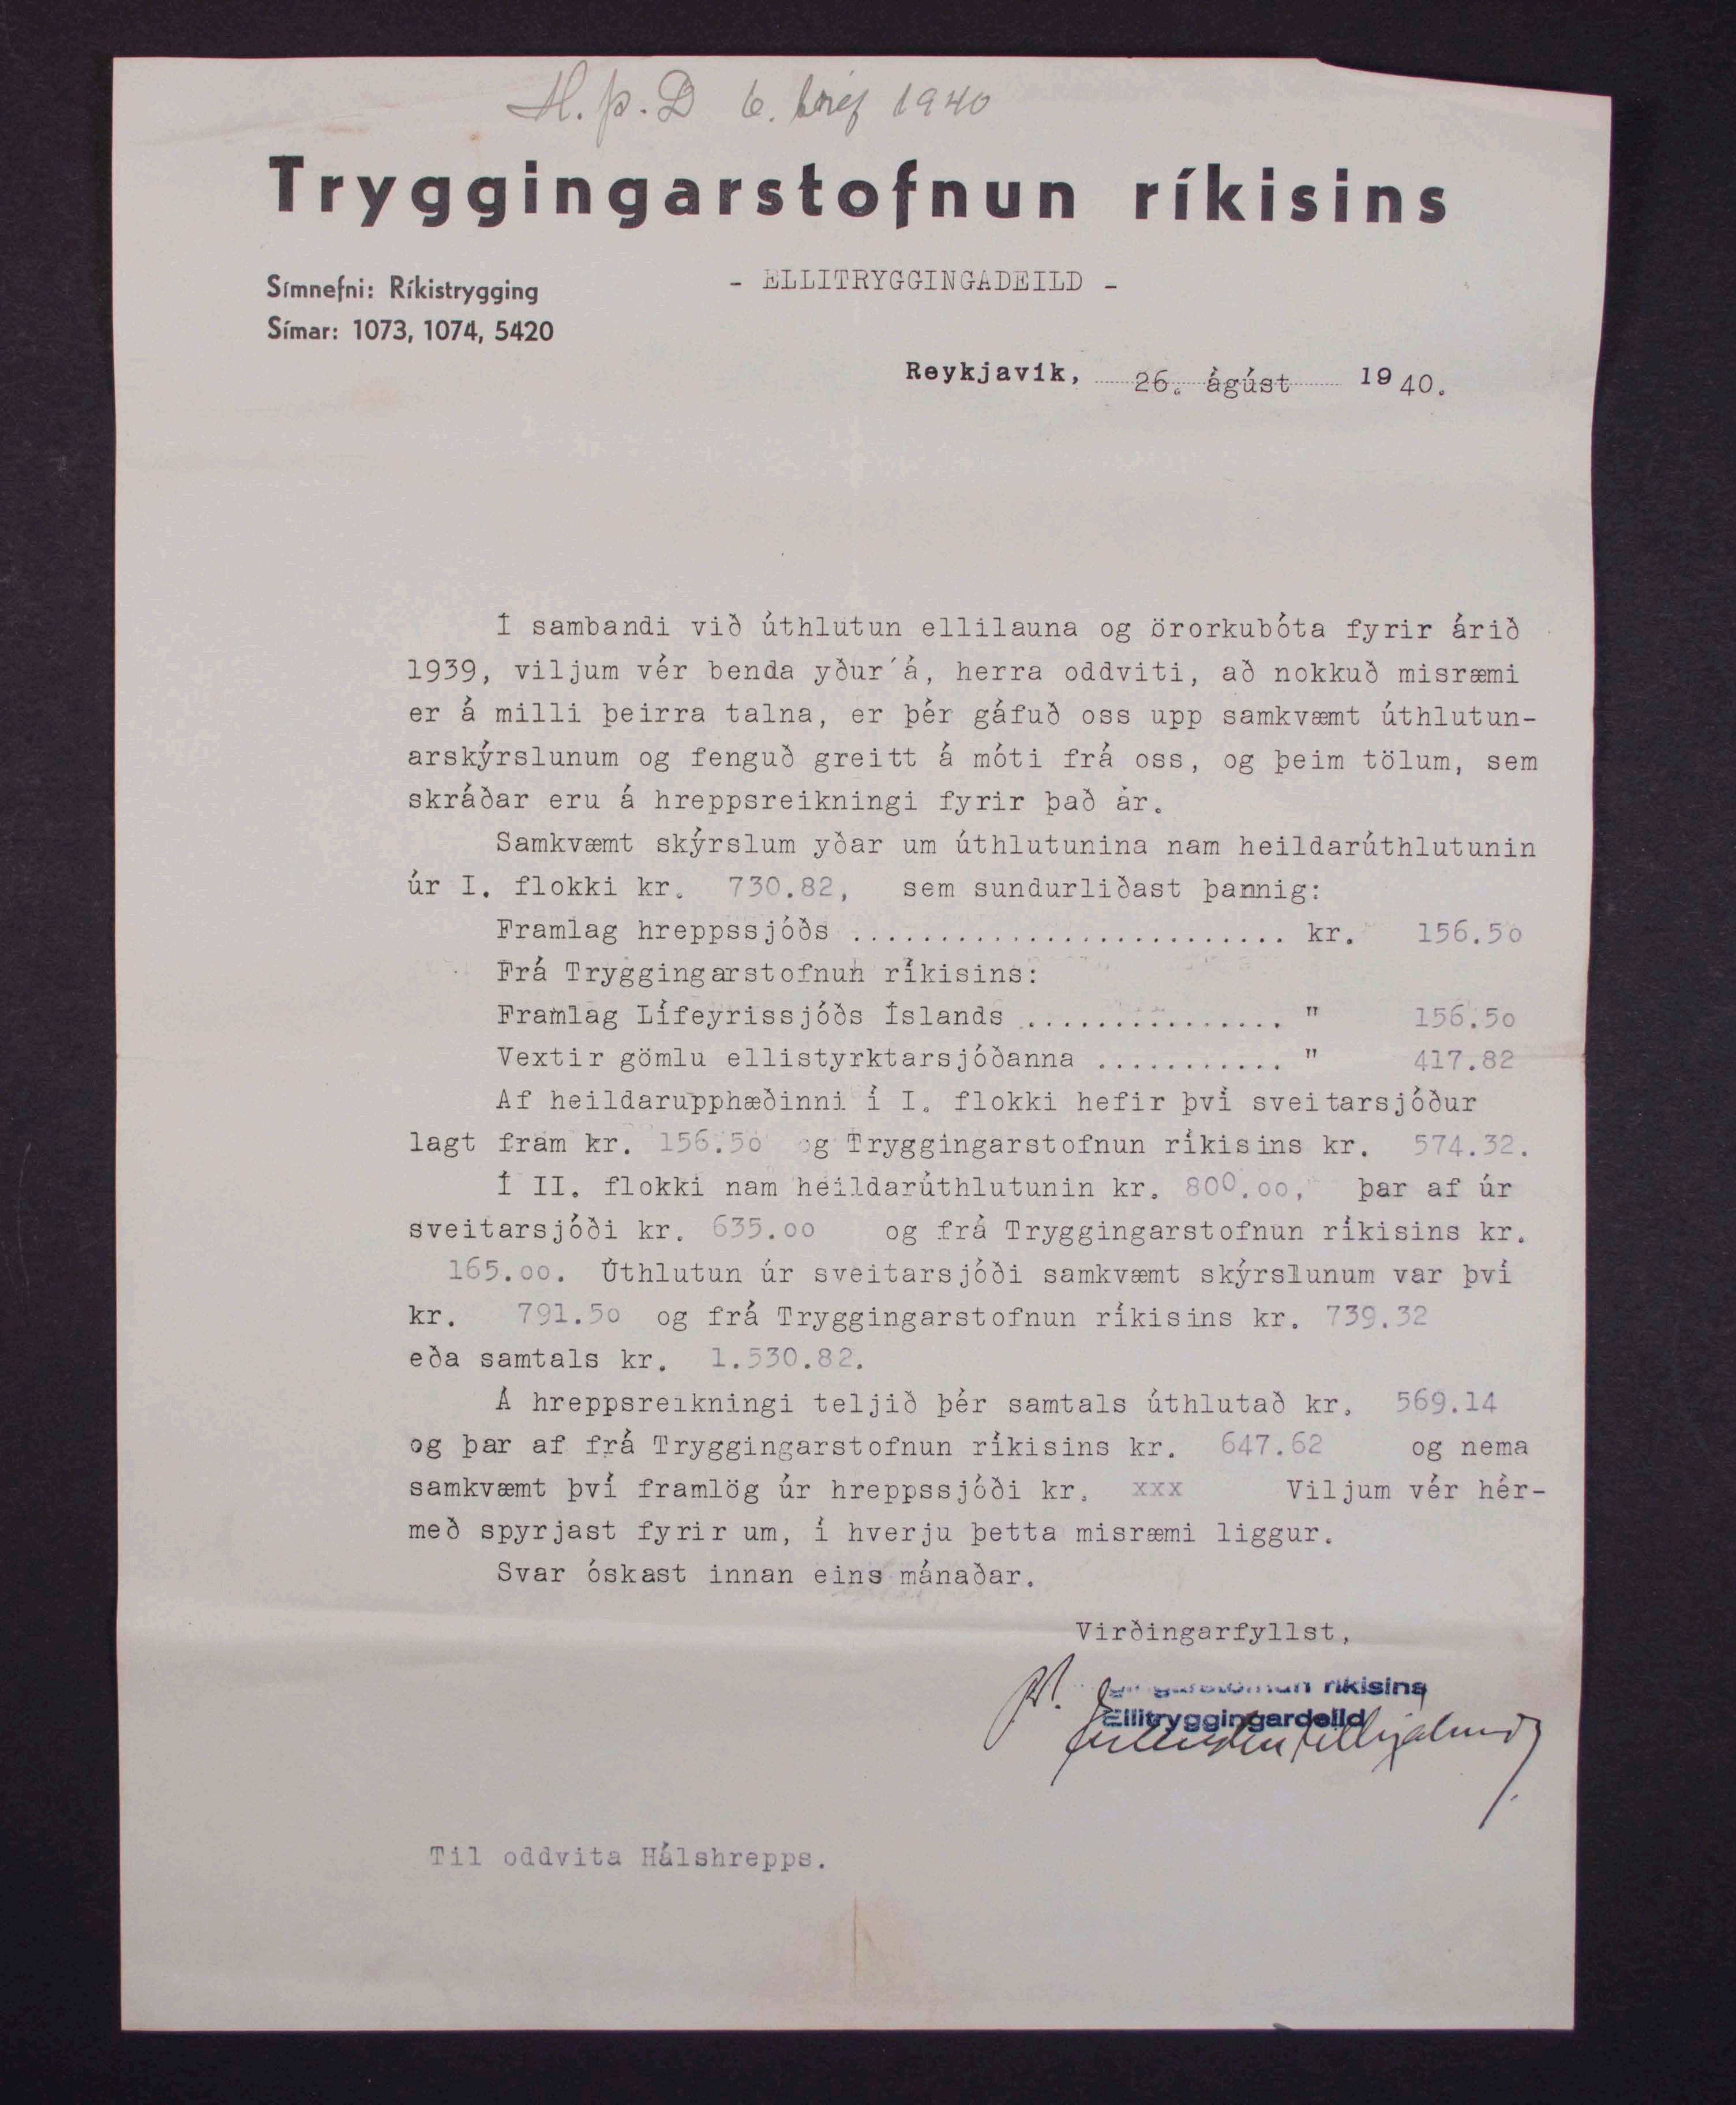 H. Þ. D 6. bréf 1940
Tryggingarstofnun ríkisins
Símnefni: Ríkistrygging
- ELLITRYGGINGADEILD -
Símar: 1073, 1074, 5420
Reykjavík, 26. ágúst 1940.
Í sambandi við úthlutun ellilauna og örorkubóta fyrir árið
1939, viljum vér benda yður á, herra oddviti, að nokkuð misræmi
er á milli þeirra talna, er þér gáfuð oss upp samkvæmt úthlutun-
arskýrslunum og fenguð greitt á móti frá oss, og þeim tölum, sem
skráðar eru á hreppsreikningi fyrir það ár.
Samkvæmt skýrslum yðar um úthlutunina nam heildarúthlutunin
úr I. flokki kr. 730.82, sem sundurliðast þannig:
Framlag hreppssjóðs ......................... kr. 156.50
Frá Tryggingarstofnun ríkisins:
Framlag Lífeyrissjóðs Íslands ............... " 156.50
Vextir gömlu ellistyrktarsjóðanna ........... " 417.82
Af heildarupphæðinni í I. flokki hefir því sveitarsjóður
lagt fram kr. 156.50 og Tryggingarstofnun ríkisins kr. 574.32.
Í II. flokki nam heildarúthlutunin kr. 800.00, þar af úr
sveitarsjóði kr. 635.00 og frá Tryggingarstofnun ríkisins kr.
165.00. Úthlutun úr sveitarsjóði samkvæmt skýrslunum var því
kr. 791.50 og frá Tryggingarstofnun ríkisins kr. 739.32
eða samtals kr. 1.530.82.
Á hreppsreikningi teljið þér samtals úthlutað kr. 569.14
og þar af frá Tryggingarstofnun ríkisins kr. 647.62 og nema
samkvæmt því framlög úr hreppssjóði kr. xxx Viljum vér hér-
með spyrjast fyrir um, í hverju þetta misræmi liggur.
Svar óskast innan eins mánaðar.
Virðingarfyllst,
ríkisins
Ellitryggingardeild
Til oddvita Hálshrepps.